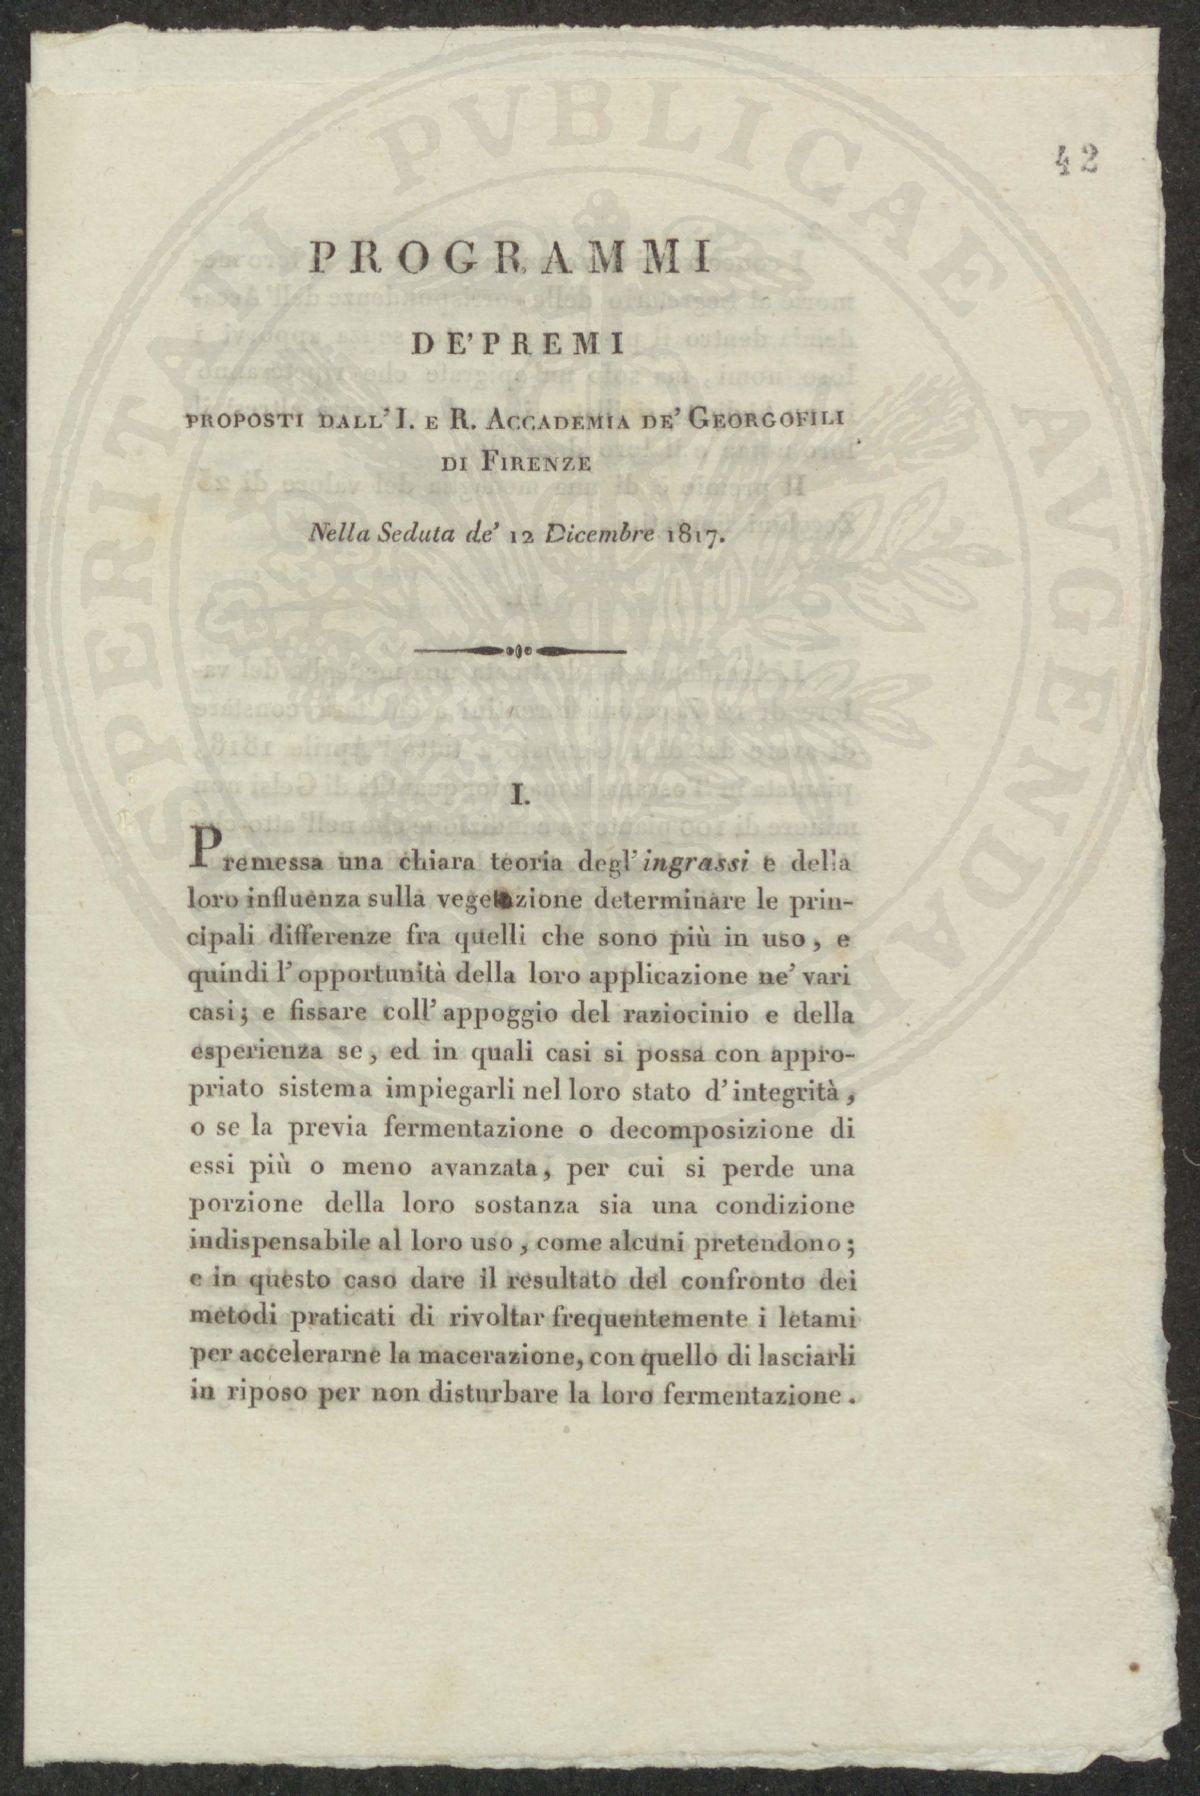 42
PROGRAMMI
DE' PREMI
PROPOSTI DALL' I. E R. ACCADEMIA DE' GEORGOFILI
DI FIRENZE
Nella Seduta de' 12 Dicembre 1817.
I.
Premessa una chiara teoria degl' ingrassi e della
loro influenza sulla vegetazione determinare le prin-
cipali differenze fra quelli che sono più in uso, e
quindi l' opportunità della loro applicazione ne' vari
casi; e fissare coll' appoggio del raziocinio e della
esperienza se, ed in quali casi si possa con appro-
priato sistema impiegarli nel loro stato d' integrità,
o se la previa fermentazione o decomposizione di
essi più o meno avanzata, per cui si perde una
porzione della loro sostanza sia una condizione
indispensabile al loro uso, come alcuni pretendono;
e in questo caso dare il resultato del confronto dei
metodi praticati di rivoltar frequentemente i letami
per accelerarne la macerazione, con quello di lasciarli
in riposo per non disturbare la loro fermentazione.
PROSPERITATI PVBLICAE AVGENDAE